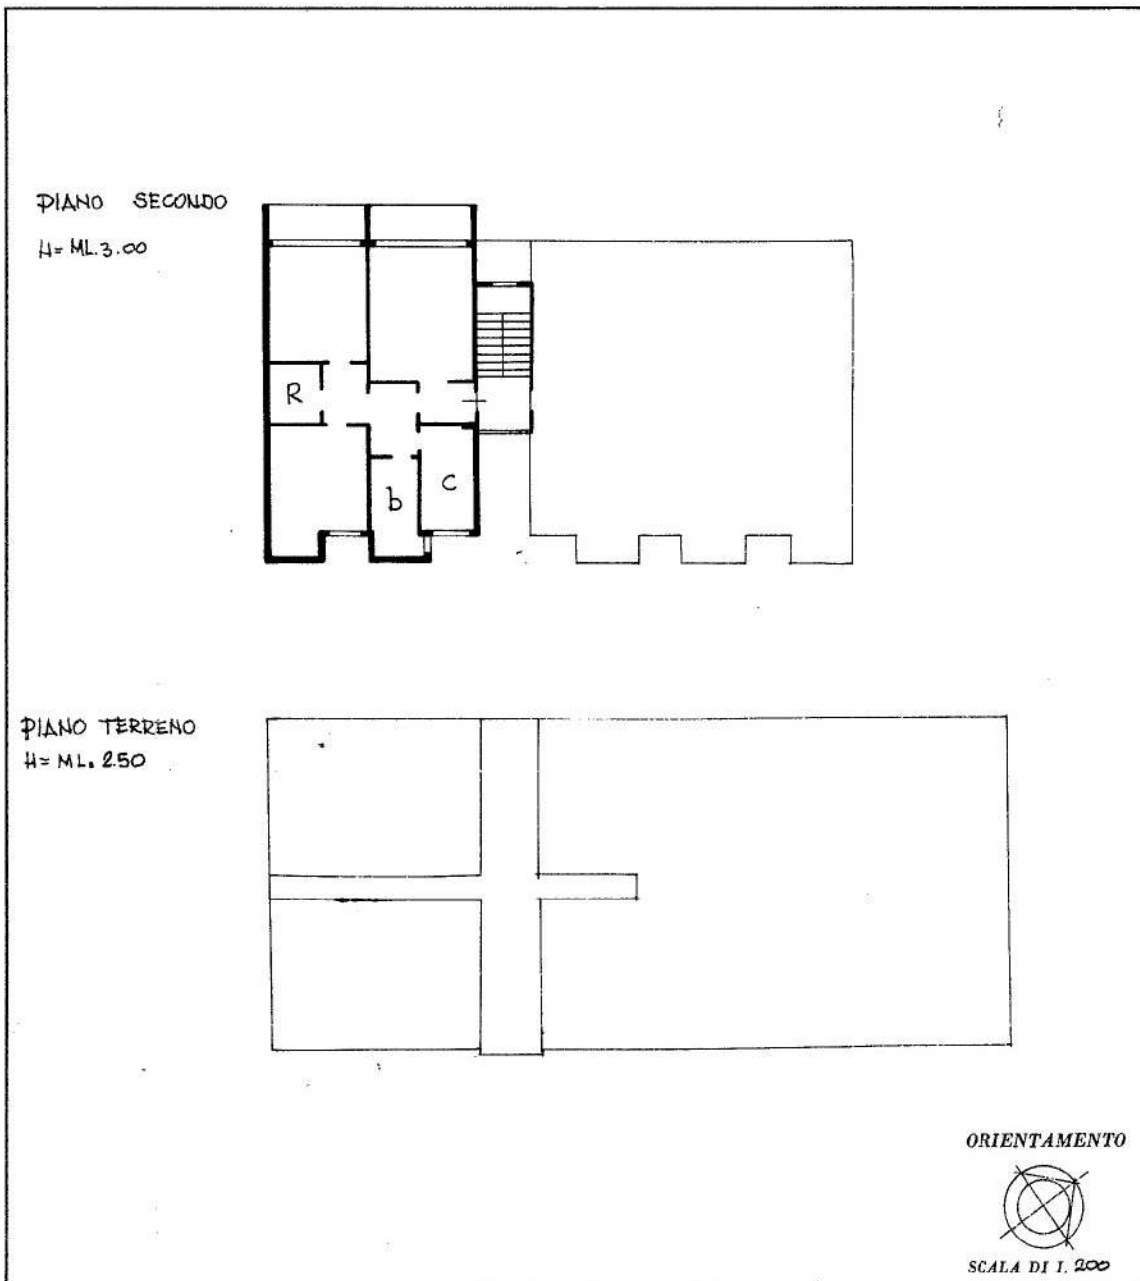 PIANO SECONDO
H= ML.3.00
R
b
C
PIANO TERRENO
H= ML. 2.50
ORIENTAMENTO
SCALA DI 1. 200